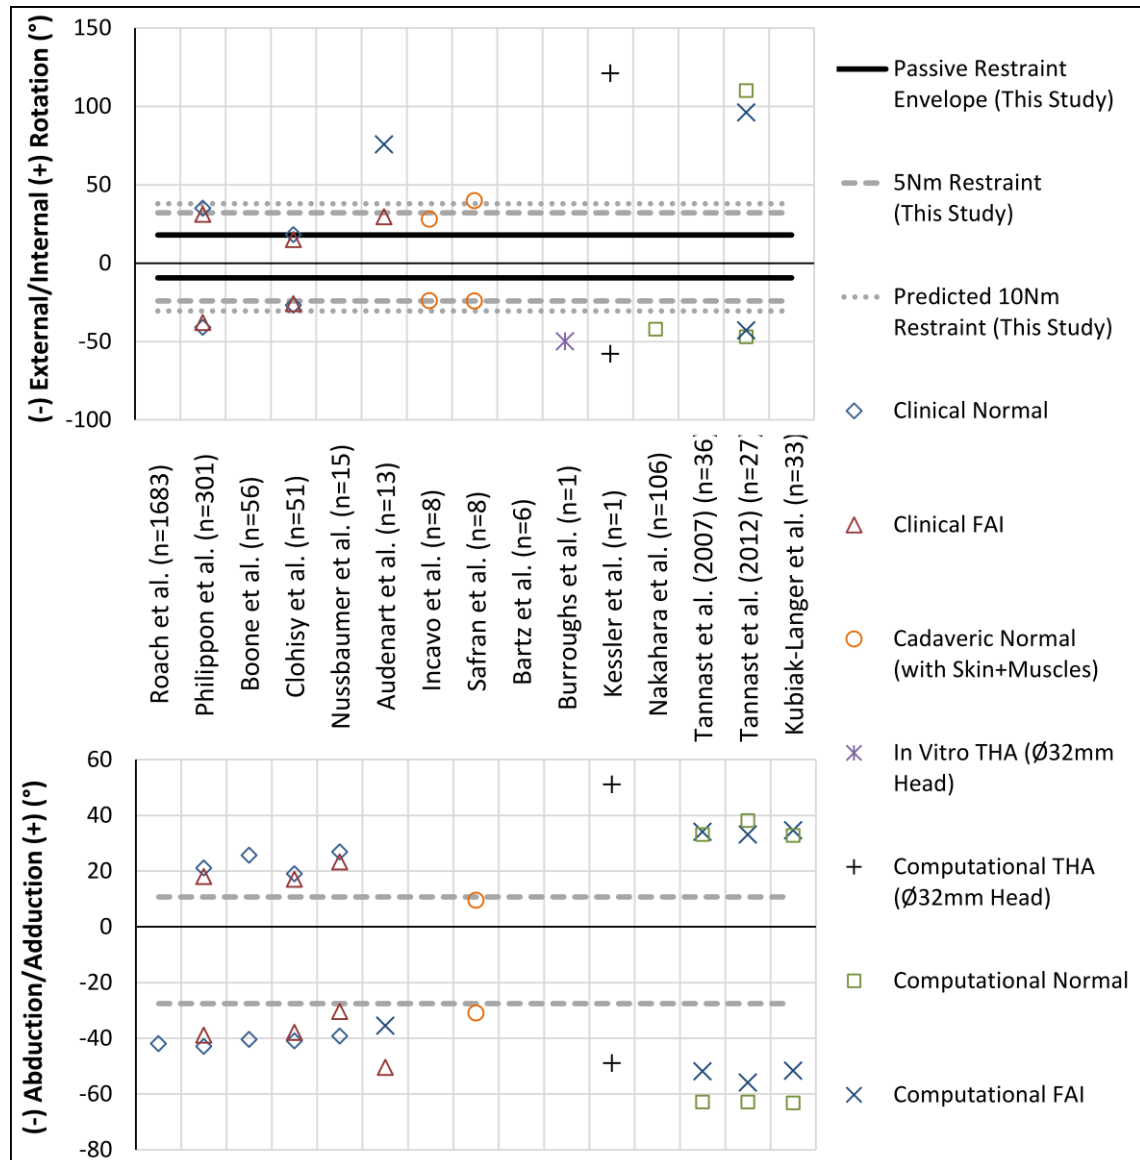 (-) External/Internal (+) Rotation (°)
150
100
50
0
-50
-100
Roach et al. (n=1683)
Philippon et al. (n=301)
Boone et al. (n=56)
Clohisy et al. (n=51)
Nussbaumer et al. (n=15)
Audenart et al. (n=13)
Incavo et al. (n=8)
Safran et al. (n=8)
Bartz et al. (n=6)
Burroughs et al. (n=1)
Kessler et al. (n=1)
Nakahara et al. (n=106)
Tannast et al. (2007) (n=36)
Tannast et al. (2012) (n=27)
Kubiak-Langer et al. (n=33)
(-) Abduction/Adduction (+) (°)
60
40
20
0
-20
-40
-60
-80
Passive Restraint
Envelope (This Study)
5Nm Restraint
(This Study)
Predicted 10Nm
Restraint (This Study)
Clinical Normal
Clinical FAI
Cadaveric Normal
(with Skin+Muscles)
In Vitro THA (Ø32mm
Head)
Computational THA
(Ø32mm Head)
Computational Normal
Computational FAI